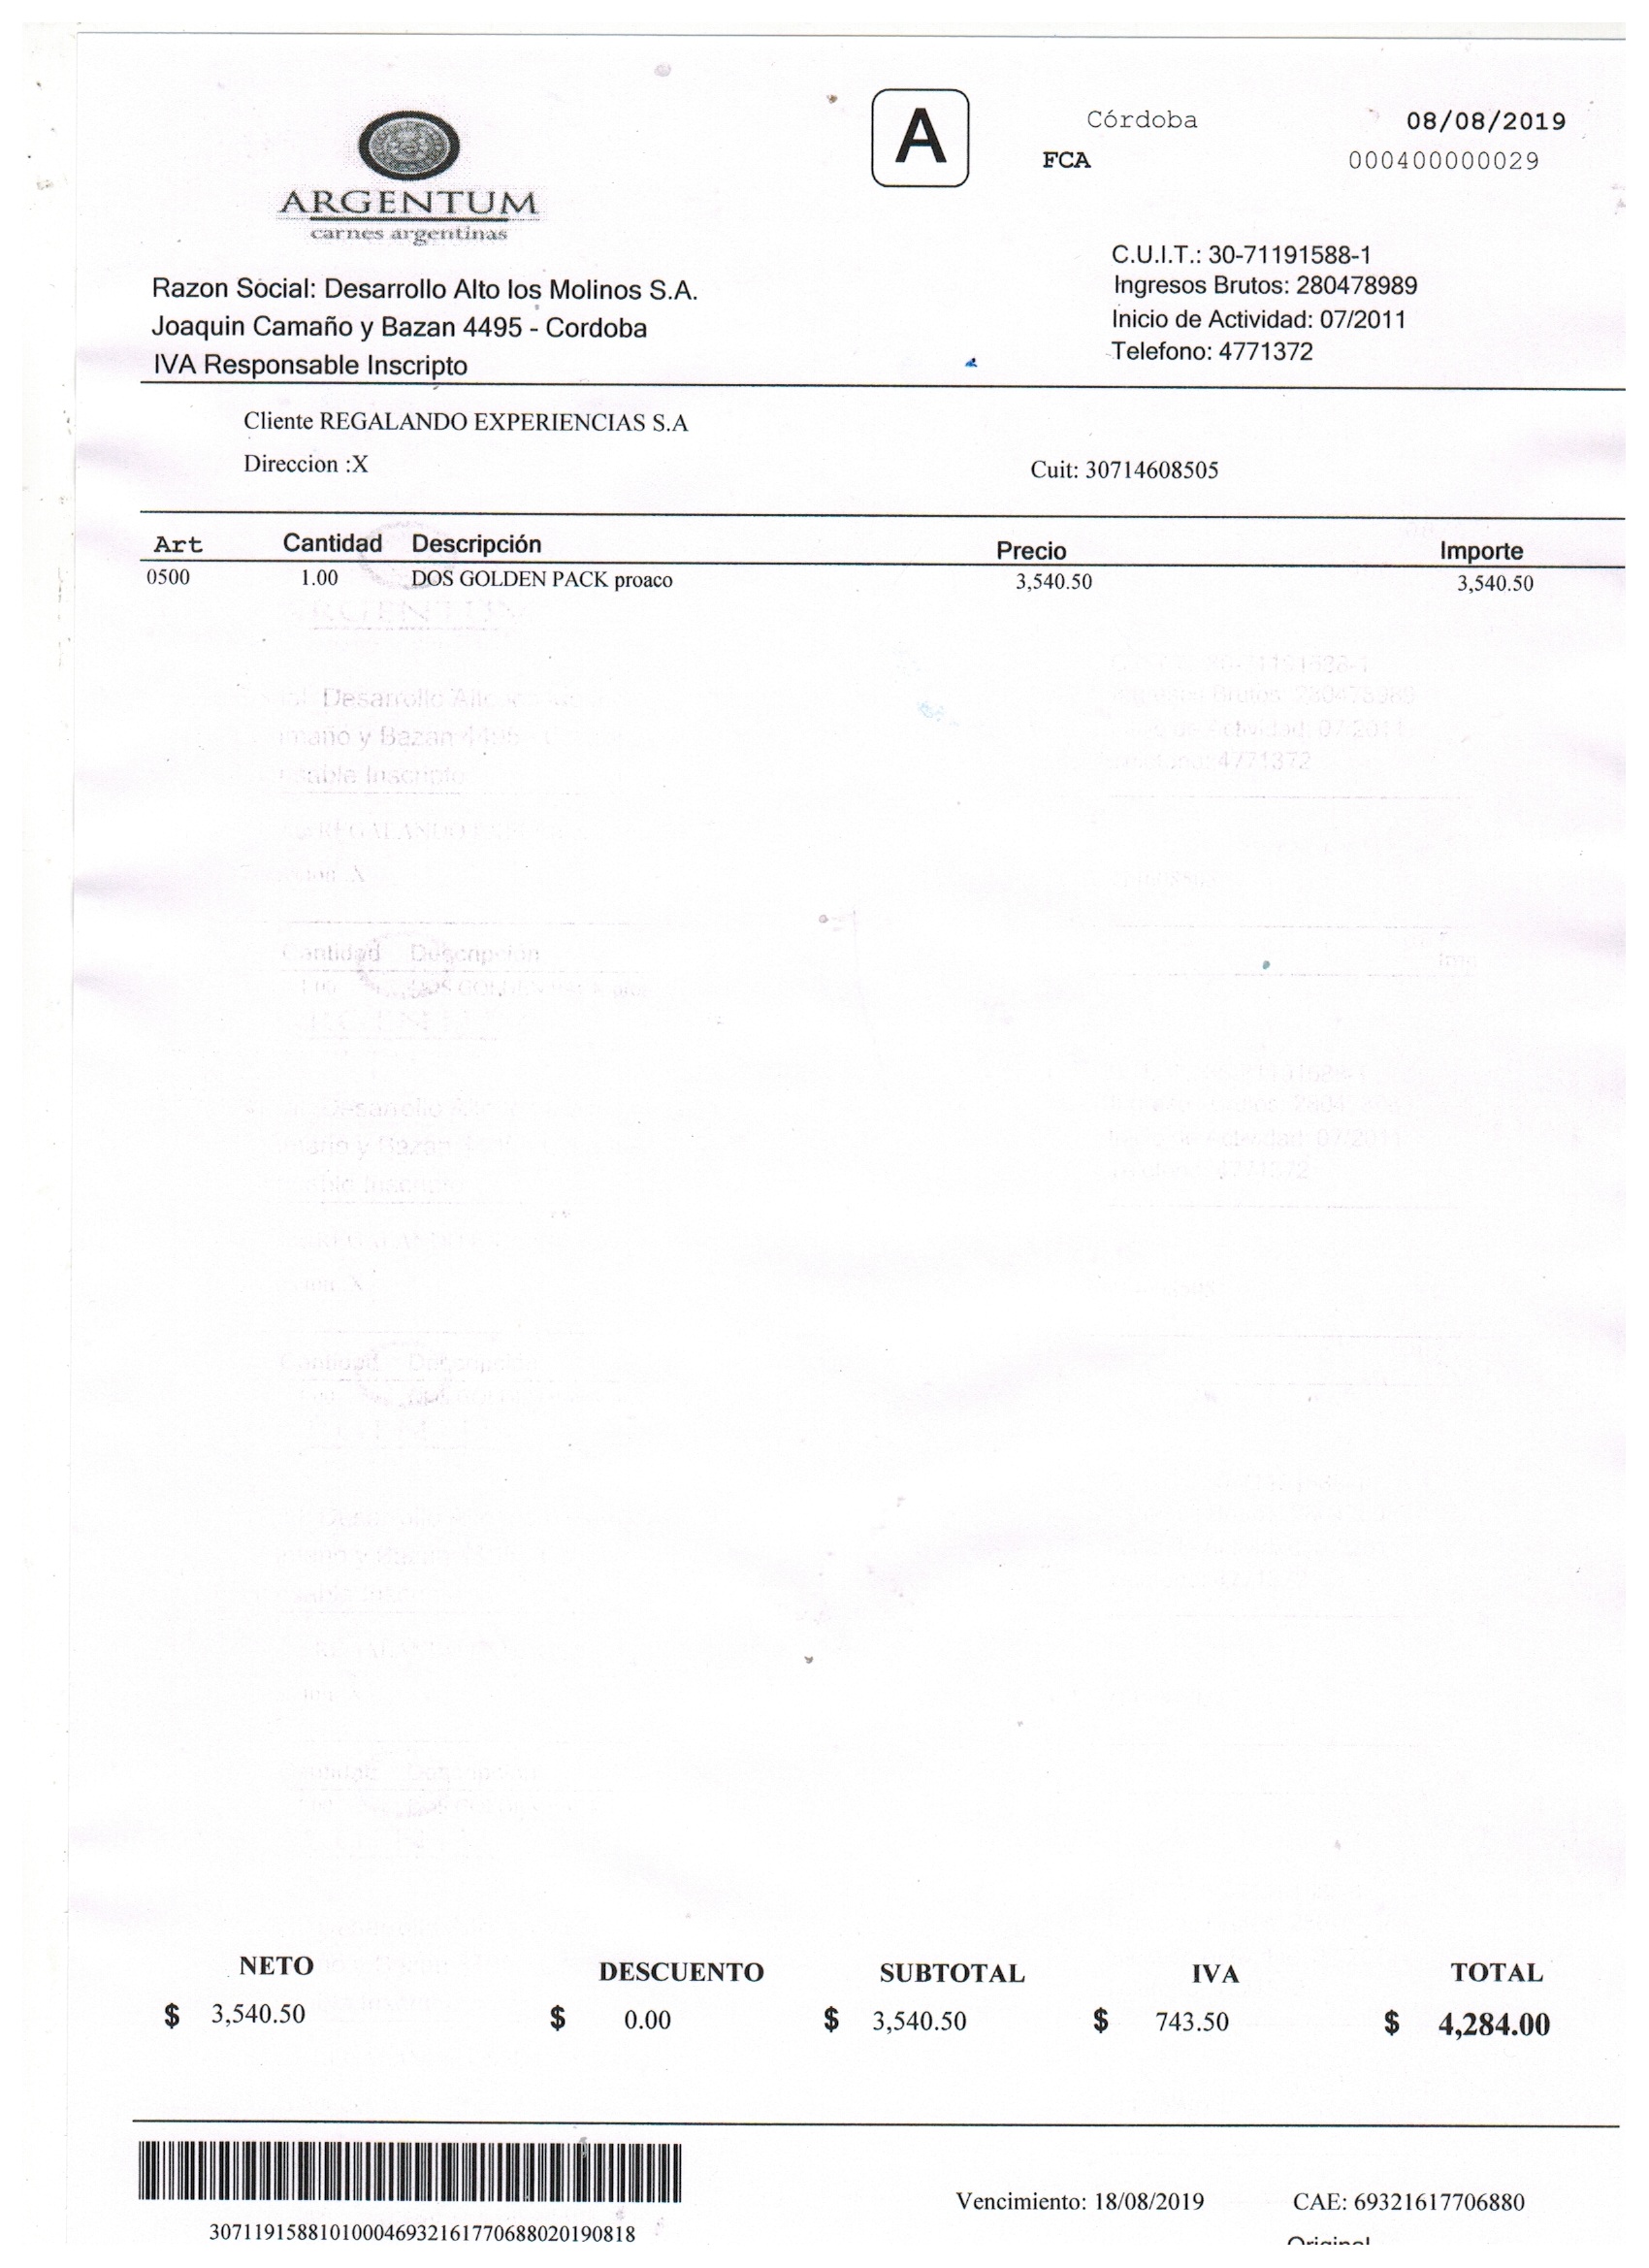 A
Córdoba 08/08/2019
FCA 000400000029
ARGENTUM
carnes argentinas
C.U.I.T.: 30-71191588-1
Ingresos Brutos: 280478989
Inicio de Actividad: 07/2011
Telefono: 4771372
Razon Social: Desarrollo Alto los Molinos S.A.
Joaquin Camaño y Bazan 4495 - Cordoba
IVA Responsable Inscripto
Cliente REGALANDO EXPERIENCIAS S.A
Direccion :X Cuit: 30714608505
Art Cantidad Descripción Precio Importe
0500 1.00 DOS GOLDEN PACK proaco 3,540.50 3,540.50
NETO DESCUENTO SUBTOTAL IVA TOTAL
$ 3,540.50 $ 0.00 $ 3,540.50 $ 743.50 $ 4,284.00
Vencimiento: 18/08/2019 CAE: 69321617706880
307119158810100046932161770688020190818
Original